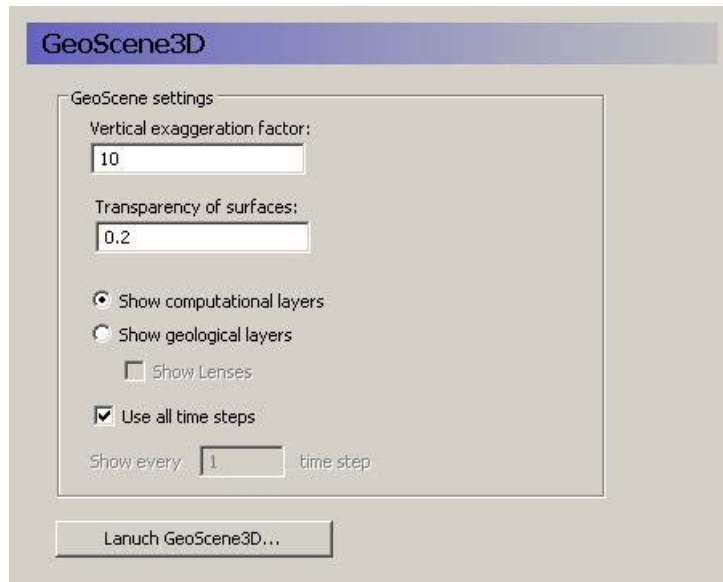 GeoScene3D
GeoScene settings
Vertical exaggeration factor:
10
Transparency of surfaces:
0.2
Show computational layers
Show geological layers
Show Lenses
Use all time steps
Show every 1 time step
Lanuch GeoScene3D...